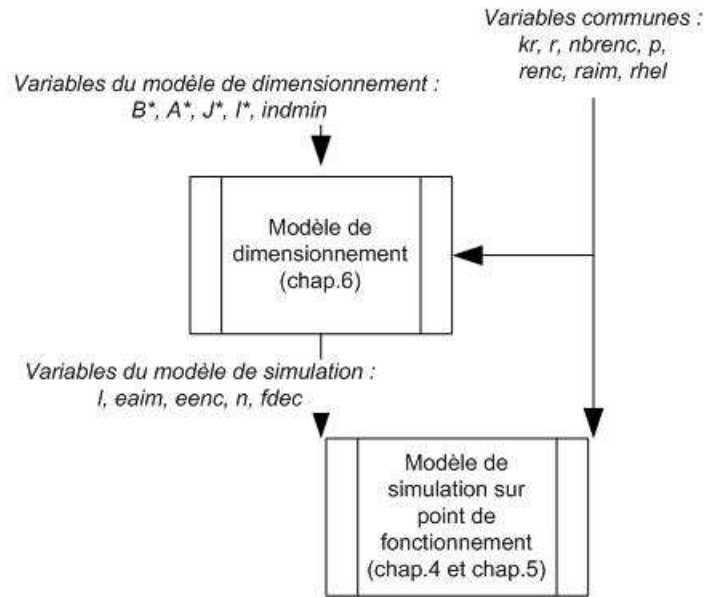 Variables communes :
kr, r, nbrenc, p,
renc, raim, rhel
Variables du modèle de dimensionnement :
B*, A*, J*, I*, indmin
Modèle de
dimensionnement
(chap.6)
Variables du modèle de simulation :
l, eaim, eenc, n, fdec
Modèle de
simulation sur
point de
fonctionnement
(chap.4 et chap.5)